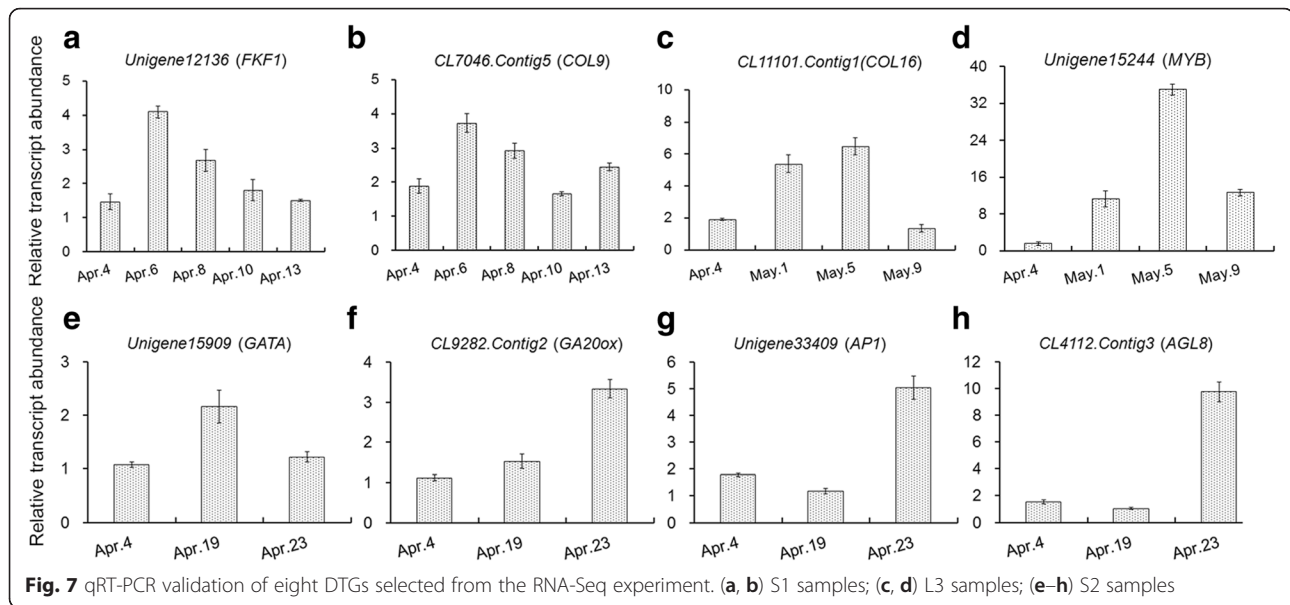 a
Unigene12136 (FKF1)
Relative transcript abundance
5
4
3
2
1
0
Apr.4 Apr.6 Apr.8 Apr.10 Apr.13
b
CL7046.Contig5 (COL9)
5
4
3
2
1
0
Apr.4 Apr.6 Apr.8 Apr.10 Apr.13
c
CL11101.Contig1(COL16)
10
8
6
4
2
0
Apr.4 May.1 May.5 May.9
d
Unigene15244 (MYB)
40
32
24
16
8
0
Apr.4 May.1 May.5 May.9
e
Unigene15909 (GATA)
Relative transcript abundance
3
2
1
0
Apr.4 Apr.19 Apr.23
f
CL9282.Contig2 (GA20ox)
4
3
2
1
0
Apr.4 Apr.19 Apr.23
g
Unigene33409 (AP1)
6
5
4
3
2
1
0
Apr.4 Apr.19 Apr.23
h
CL4112.Contig3 (AGL8)
12
10
8
6
4
2
0
Apr.4 Apr.19 Apr.23
Fig. 7 qRT-PCR validation of eight DTGs selected from the RNA-Seq experiment. (a, b) S1 samples; (c, d) L3 samples; (e–h) S2 samples